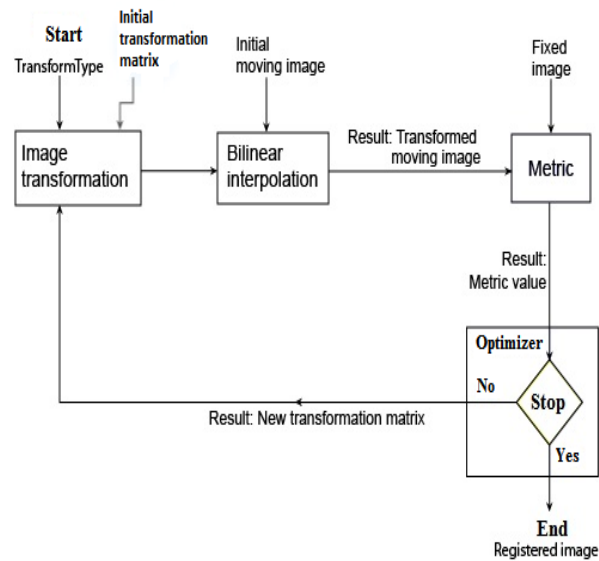 Start
TransformType
Initial
transformation
matrix
Initial
moving image
Fixed
image
Image
transformation
Bilinear
interpolation
Result: Transformed
moving image
Metric
Result:
Metric value
Optimizer
No
Stop
Yes
Result: New transformation matrix
End
Registered image